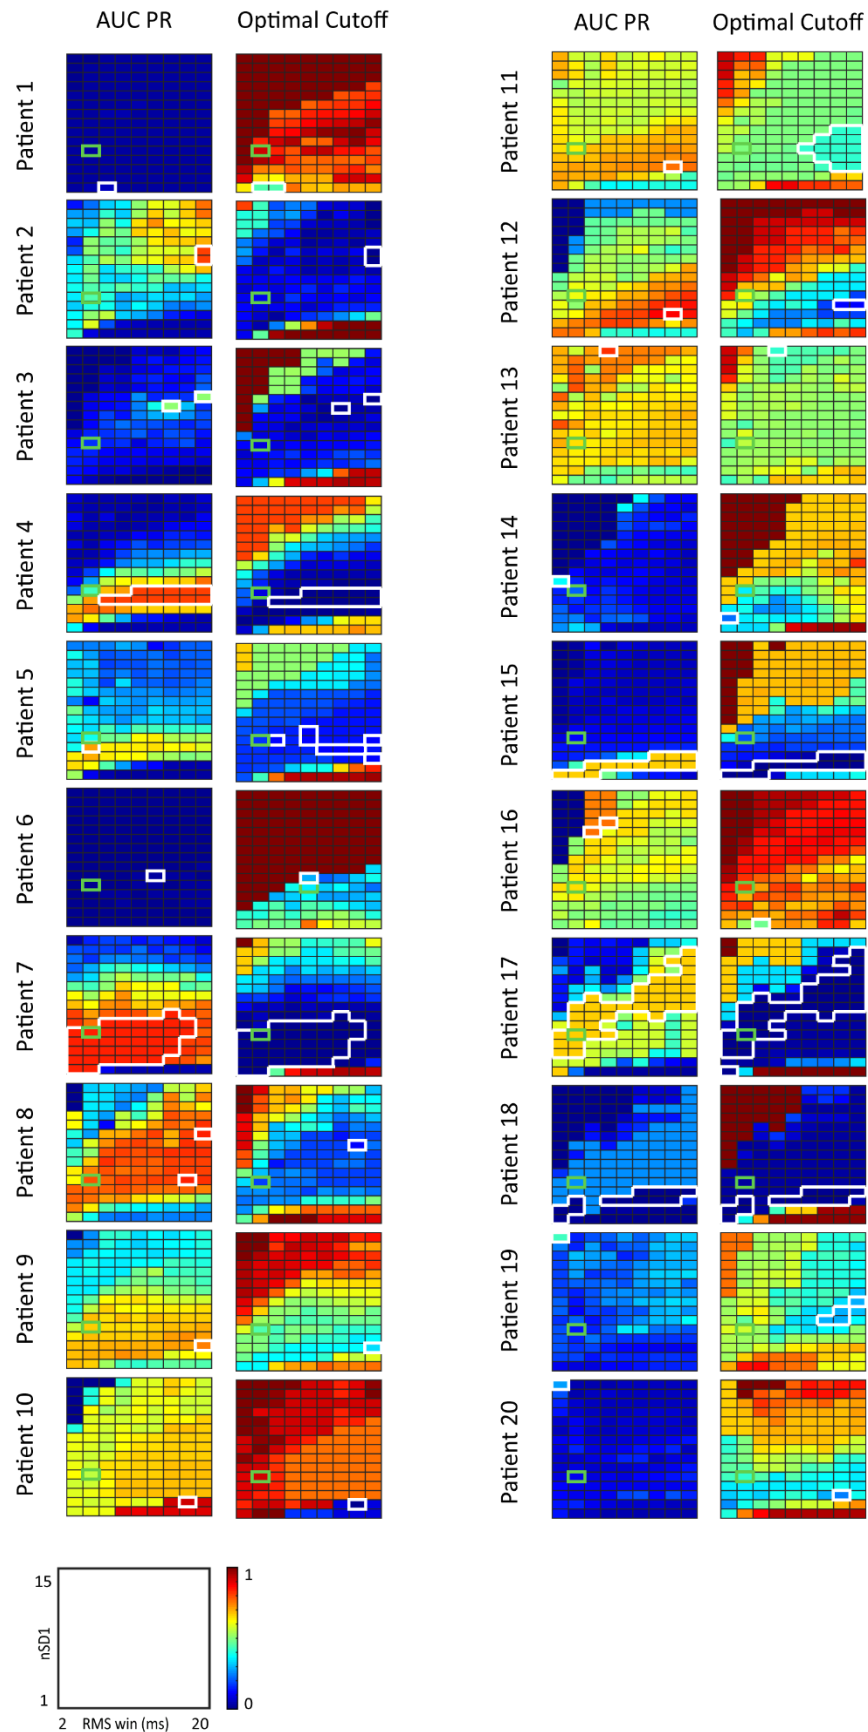 AUC PR Optimal Cutoff AUC PR Optimal Cutoff
Patient 1
Patient 2
Patient 3
Patient 4
Patient 5
Patient 6
Patient 7
Patient 8
Patient 9
Patient 10
Patient 11
Patient 12
Patient 13
Patient 14
Patient 15
Patient 16
Patient 17
Patient 18
Patient 19
Patient 20
15
nSD1
1
2 RMS win (ms) 20
1
0